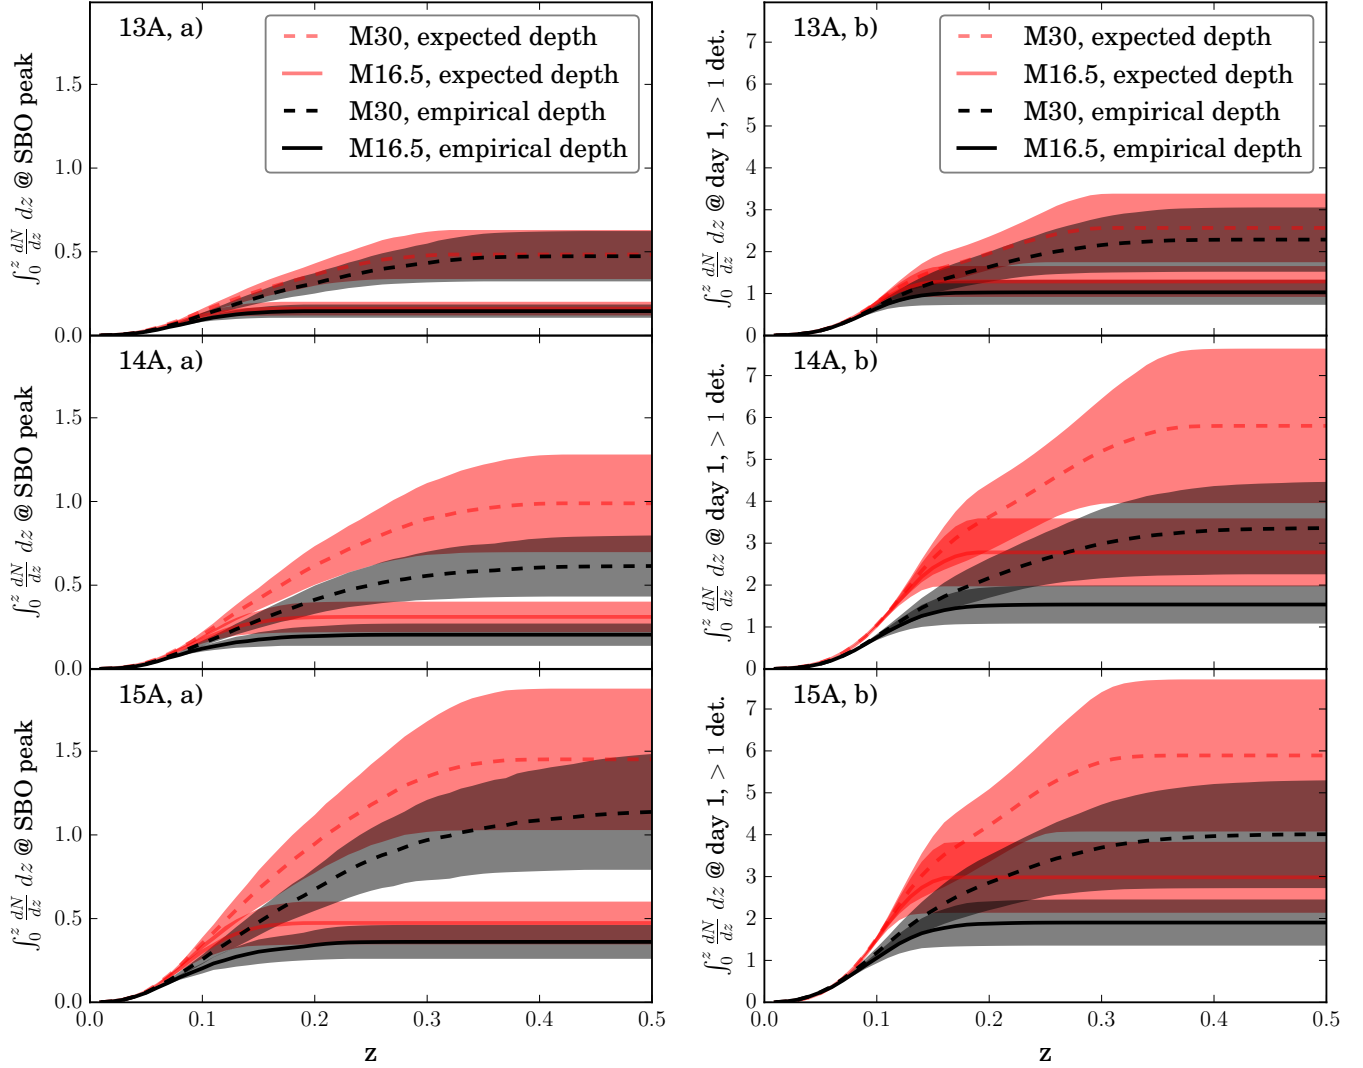 13A, a)
M30, expected depth
M16.5, expected depth
M30, empirical depth
M16.5, empirical depth
1.5
1.0
0.5
0.0
∫₀ᶻ dN/dz dz @ SBO peak
13A, b)
M30, expected depth
M16.5, expected depth
M30, empirical depth
M16.5, empirical depth
7
6
5
4
3
2
1
0
∫₀ᶻ dN/dz dz @ day 1, > 1 det.
14A, a)
1.5
1.0
0.5
0.0
∫₀ᶻ dN/dz dz @ SBO peak
14A, b)
7
6
5
4
3
2
1
0
∫₀ᶻ dN/dz dz @ day 1, > 1 det.
15A, a)
1.5
1.0
0.5
0.0
∫₀ᶻ dN/dz dz @ SBO peak
0.0 0.1 0.2 0.3 0.4 0.5
z
15A, b)
7
6
5
4
3
2
1
0
∫₀ᶻ dN/dz dz @ day 1, > 1 det.
0.0 0.1 0.2 0.3 0.4 0.5
z